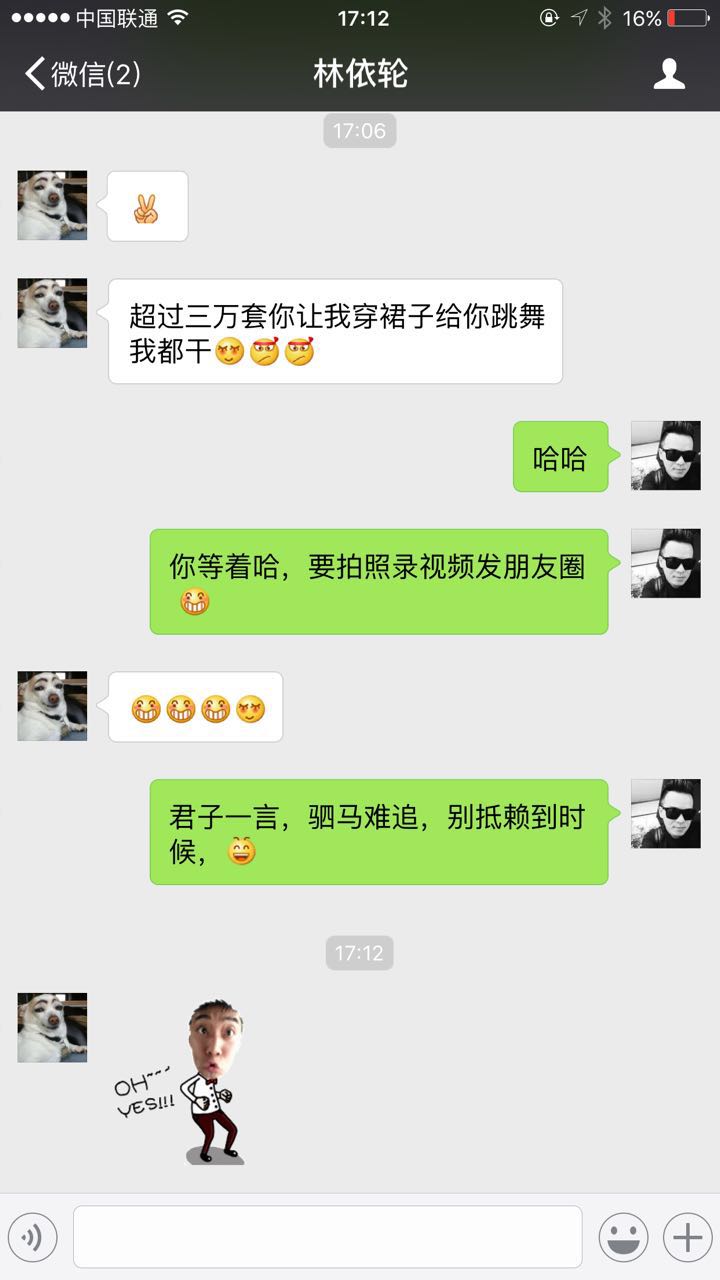 中国联通 17:12 16%
微信(2) 林依轮
17:06
✌
超过三万套你让我穿裙子给你跳舞
我都干
哈哈
你等着哈，要拍照录视频发朋友圈
君子一言，驷马难追，别抵赖到时
候，
17:12
OH~~~
YES!!!